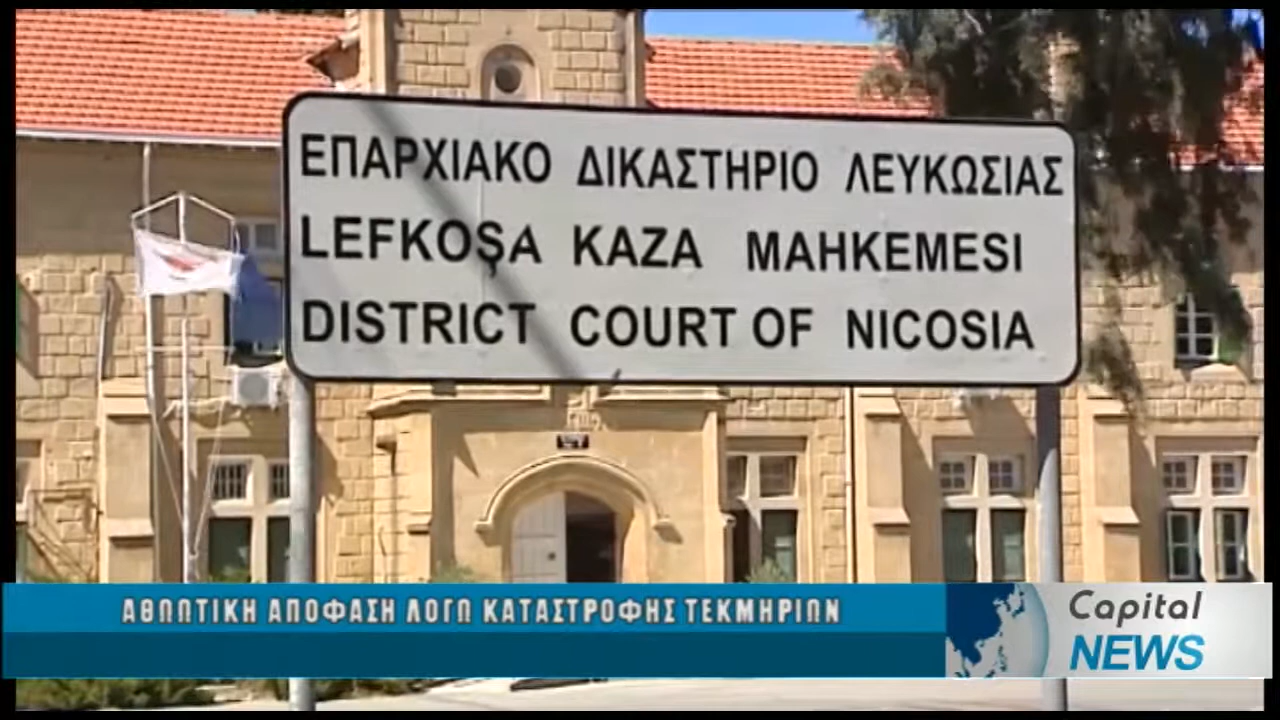 ΕΠΑΡΧΙΑΚΟ ΔΙΚΑΣΤΗΡΙΟ ΛΕΥΚΩΣΙΑΣ
LEFKOŞA KAZA MAHKEMESI
DISTRICT COURT OF NICOSIA
ΑΘΩΩΤΙΚΗ ΑΠΟΦΑΣΗ ΛΟΓΩ ΚΑΤΑΣΤΡΟΦΗΣ ΤΕΚΜΗΡΙΩΝ
Capital
NEWS